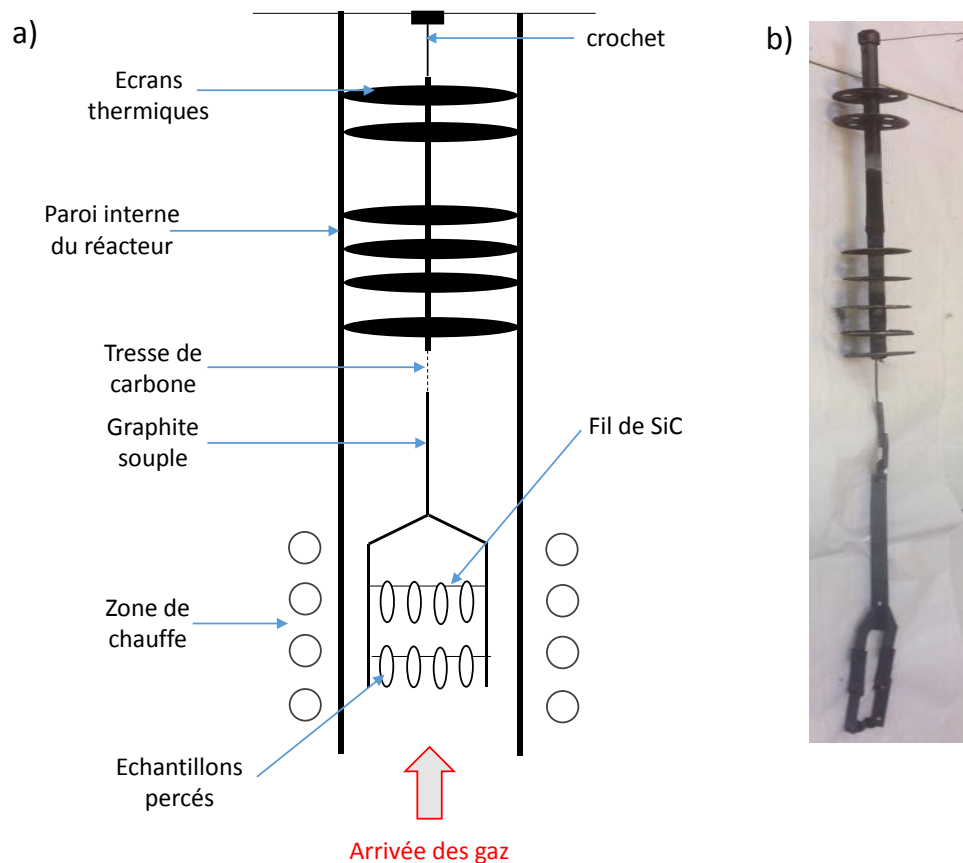 a)
crochet
b)
Ecrans
thermiques
Paroi interne
du réacteur
Tresse de
carbone
Graphite
souple
Fil de SiC
Zone de
chauffe
Echantillons
percés
Arrivée des gaz